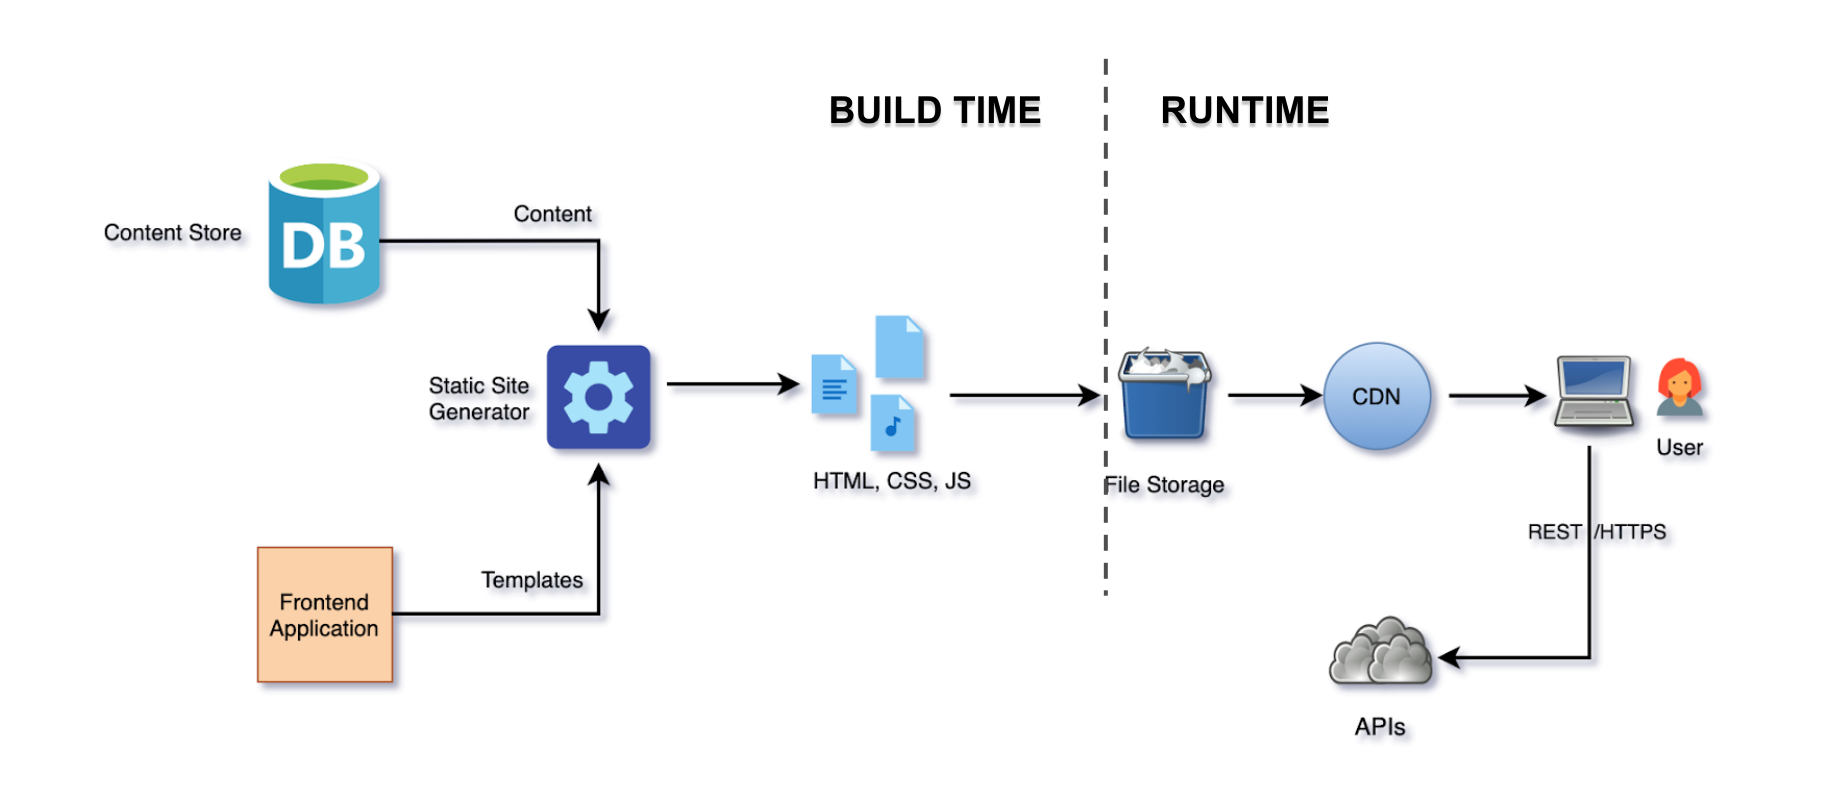 BUILD TIME
RUNTIME
Content Store
DB
Content
Static Site
Generator
HTML, CSS, JS
File Storage
CDN
User
REST /HTTPS
Templates
Frontend
Application
APIs